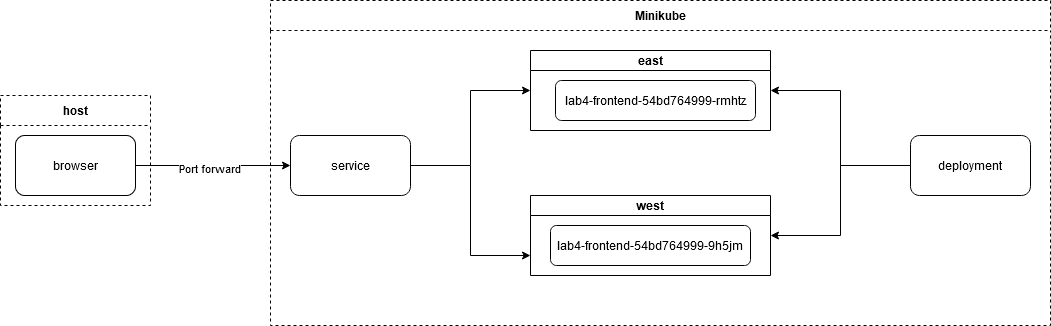 Minikube
host
browser
Port forward
service
east
lab4-frontend-54bd764999-rmhtz
west
lab4-frontend-54bd764999-9h5jm
deployment